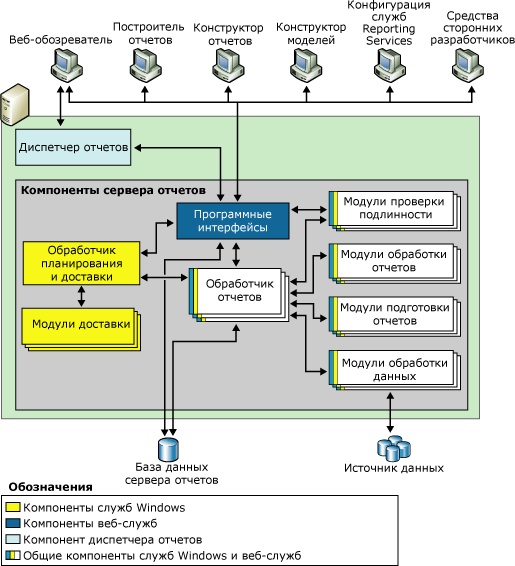 Веб-обозреватель
Построитель
отчетов
Конструктор
отчетов
Конструктор
моделей
Конфигурация
служб
Reporting
Services
Средства
сторонних
разработчиков
Диспетчер отчетов
Компоненты сервера отчетов
Программные
интерфейсы
Модули проверки
подлинности
Обработчик
планирования
и доставки
Обработчик
отчетов
Модули обработки
отчетов
Модули доставки
Модули подготовки
отчетов
Модули обработки
данных
База данных
сервера отчетов
Источник данных
Обозначения
Компоненты служб Windows
Компоненты веб-служб
Компонент диспетчера отчетов
Общие компоненты служб Windows и веб-служб